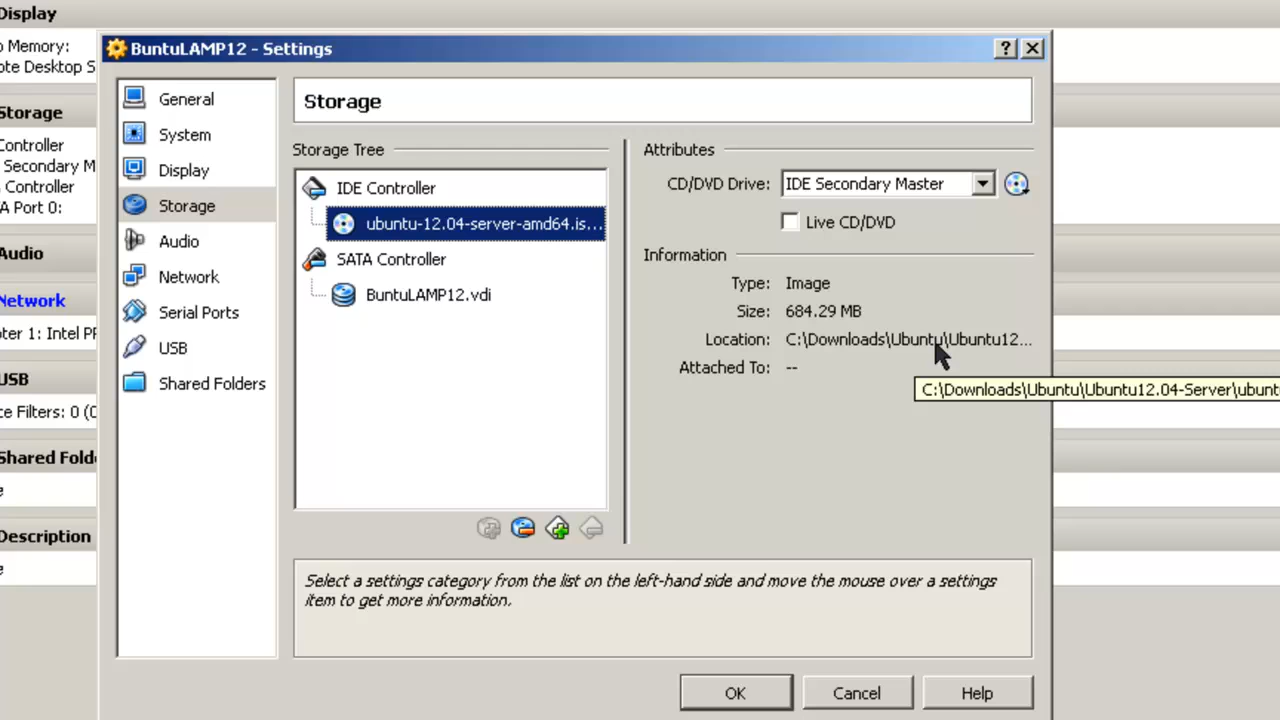 Display
Memory:
Desktop S
Storage
Controller
Secondary M
Controller
Port 0:
Audio
Network
1: Intel
USB
Filters: 0
Shared
Description
BuntuLAMP12 - Settings
?
General
System
Display
Storage
Audio
Network
Serial Ports
USB
Shared Folders
Storage
Storage Tree
IDE Controller
ubuntu-12.04-server-amd64.is...
SATA Controller
BuntuLAMP12.vdi
Attributes
CD/DVD Drive: IDE Secondary Master
Live CD/DVD
Information
Type: Image
Size: 684.29 MB
Location: C:\Downloads\Ubuntu\Ubuntu12...
Attached To: --
C:\Downloads\Ubuntu\Ubuntu12.04-Server\ubunt
Select a settings category from the list on the left-hand side and move the mouse over a settings
item to get more information.
OK
Cancel
Help